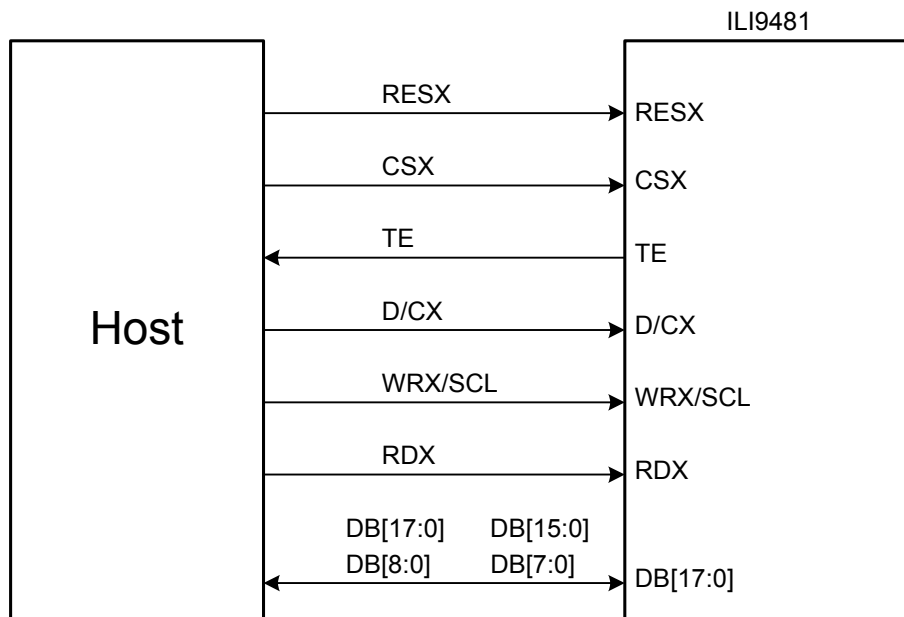 ILI9481
RESX
RESX
CSX
CSX
TE
TE
Host
D/CX
D/CX
WRX/SCL
WRX/SCL
RDX
RDX
DB[17:0] DB[15:0]
DB[8:0] DB[7:0]
DB[17:0]